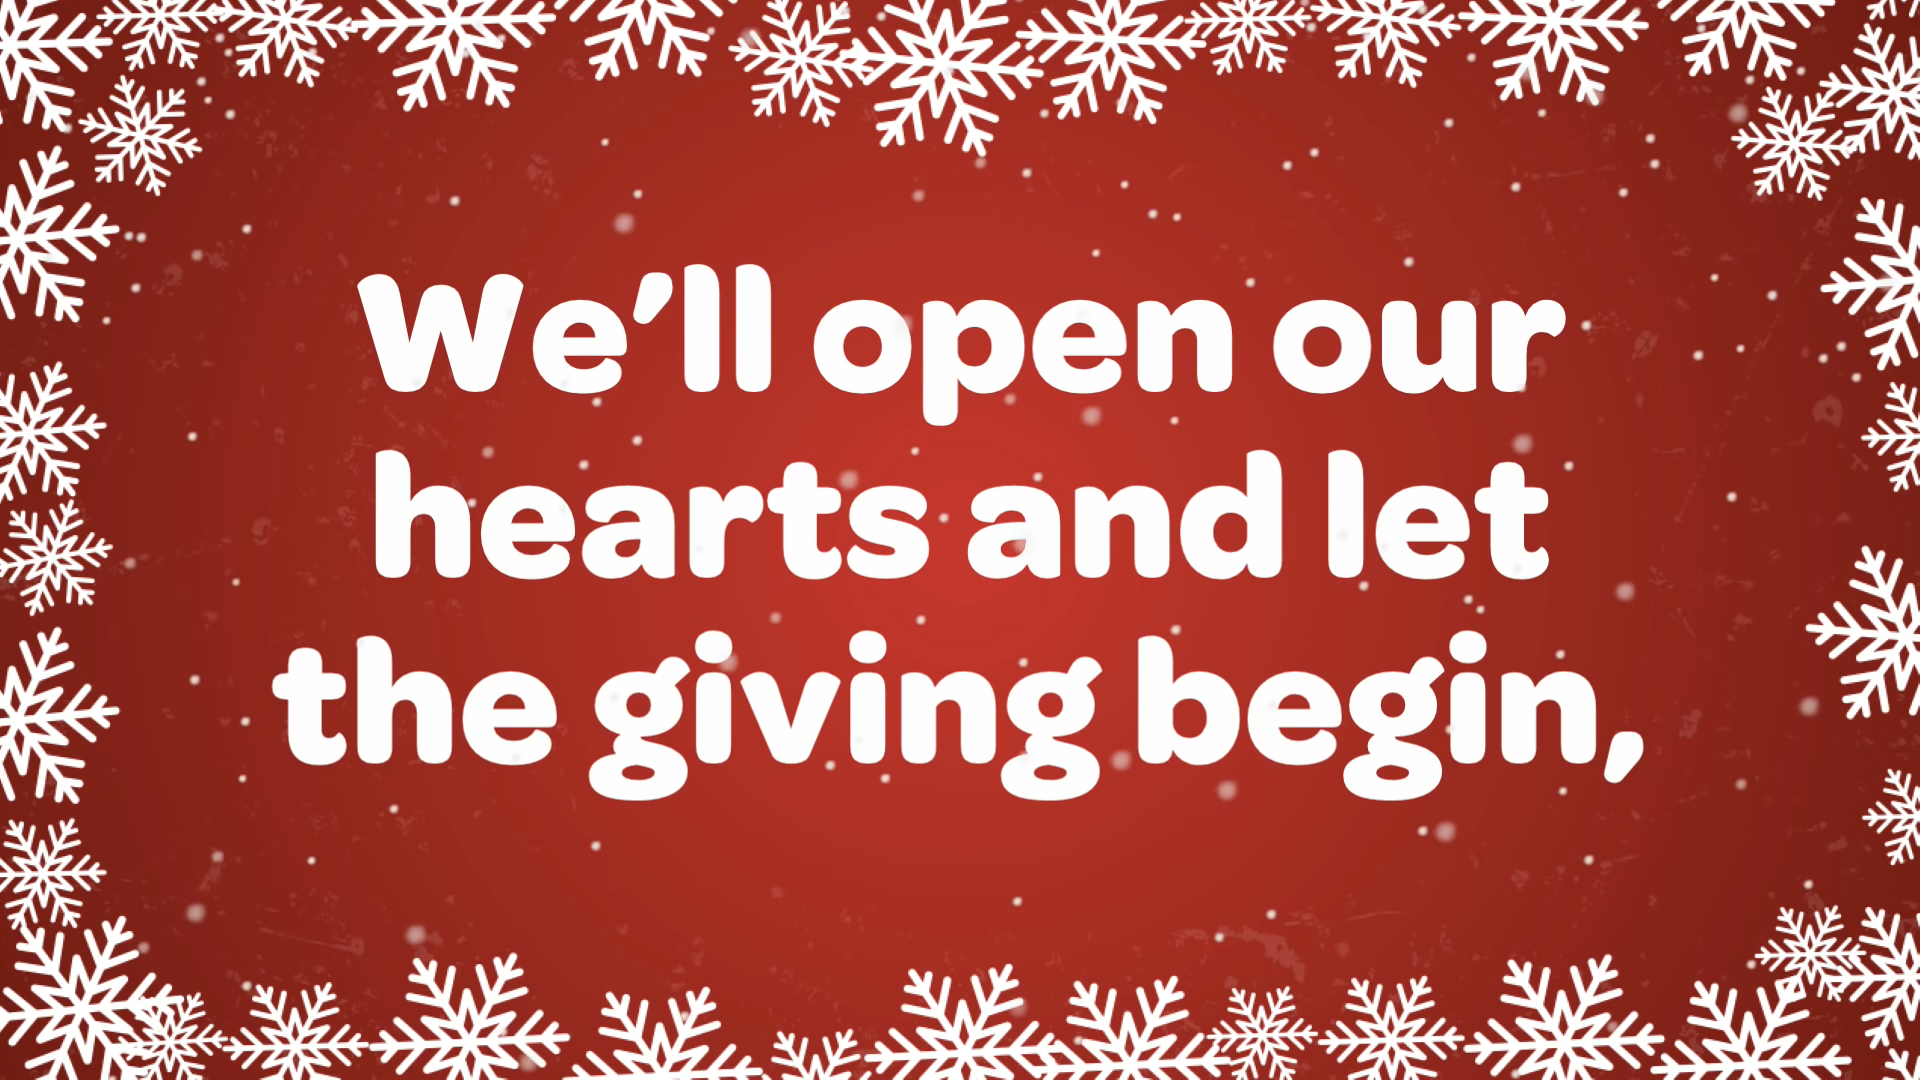 We’ll open our
hearts and let
the giving begin,